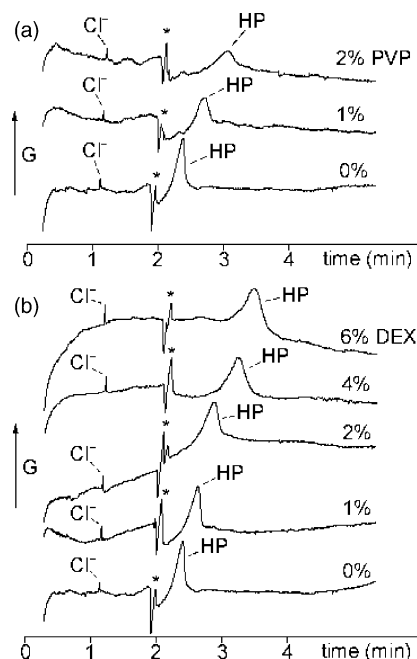 (a)
Cl⁻ * HP
2% PVP
Cl⁻ * HP
1%
Cl⁻ * HP
0%
G
0 1 2 3 4 time (min)
(b)
Cl⁻ * HP
6% DEX
Cl⁻ * HP
4%
Cl⁻ * HP
2%
G
Cl⁻ * HP
1%
Cl⁻ * HP
0%
0 1 2 3 4 time (min)